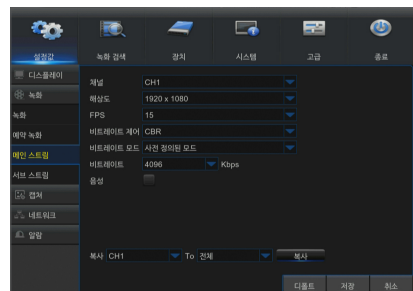 설정값 녹화 검색 장치 시스템 고급 종료
디스플레이
녹화
녹화
예약 녹화
메인 스트림
서브 스트림
캡쳐
네트워크
알람
채널 CH1
해상도 1920 x 1080
FPS 15
비트레이트 제어 CBR
비트레이트 모드 사전 정의된 모드
비트레이트 4096 Kbps
음성
복사 CH1 To 전체 복사
디폴트 저장 취소